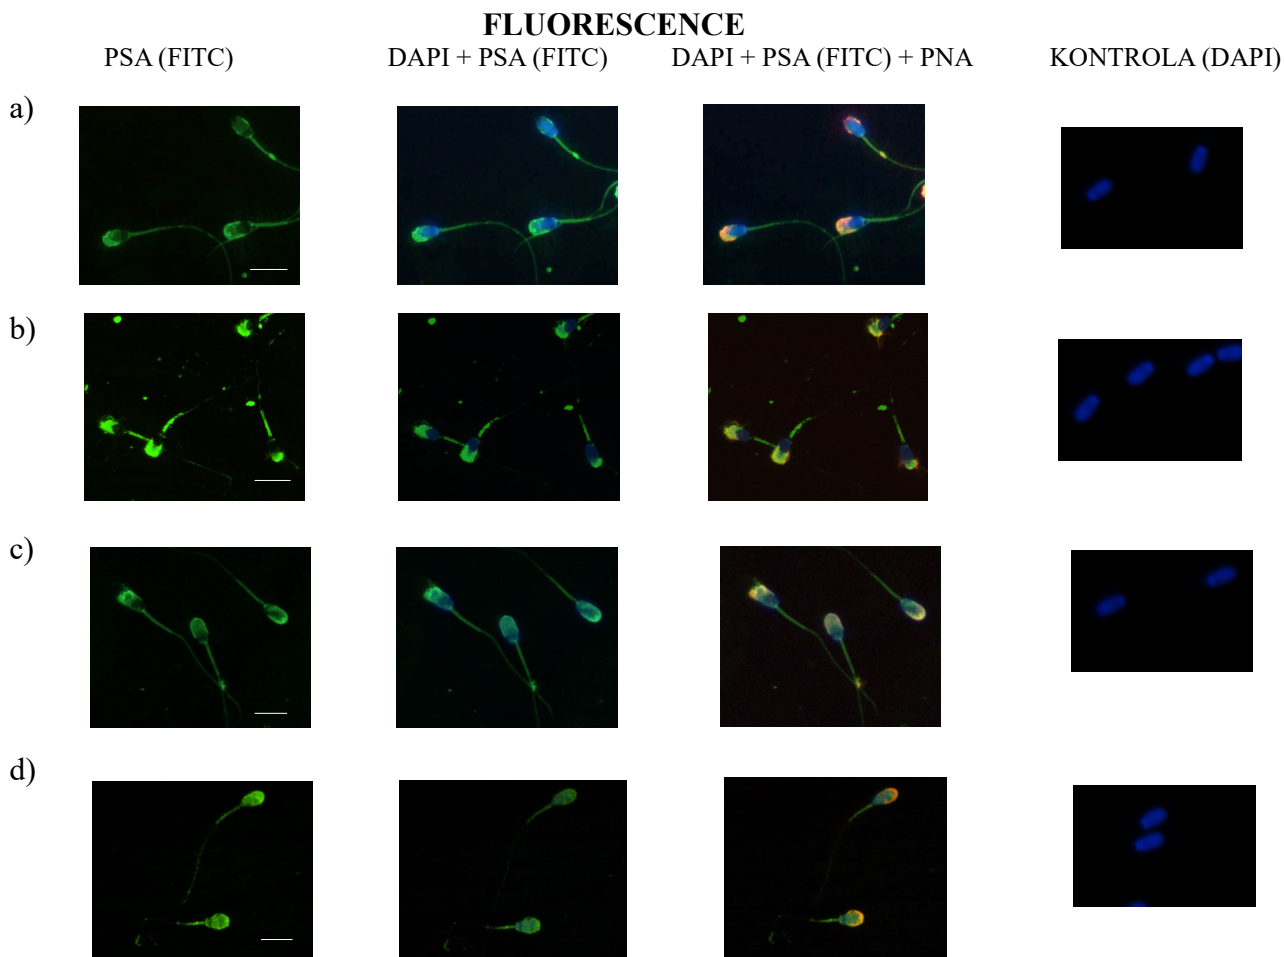 FLUORESCENCE
PSA (FITC) DAPI + PSA (FITC) DAPI + PSA (FITC) + PNA KONTROLA (DAPI)
a)
b)
c)
d)